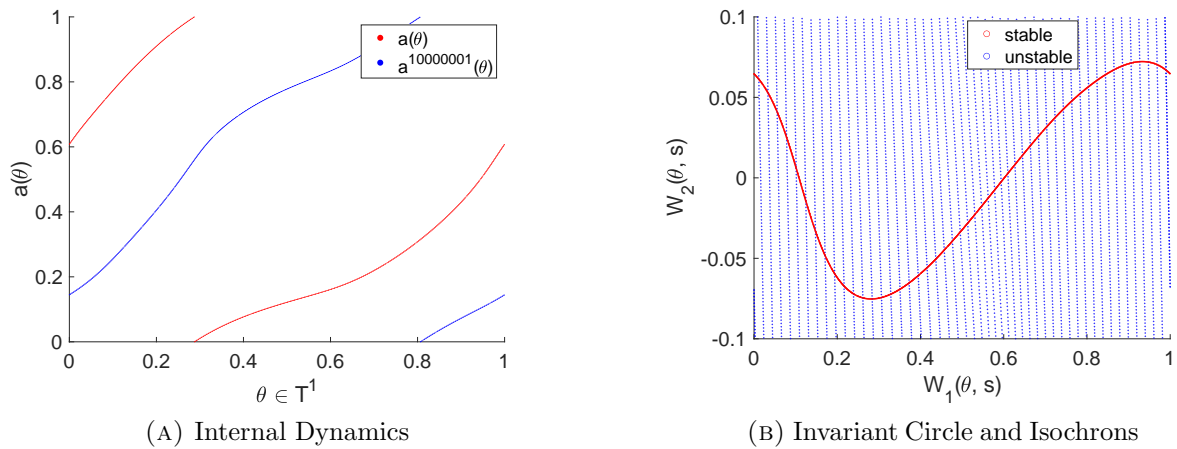 1
0.8
0.6
0.4
0.2
0
a(θ)
0 0.2 0.4 0.6 0.8 1
θ ∈ T¹
a(θ)
a¹⁰⁰⁰⁰⁰⁰¹(θ)
(A) Internal Dynamics
0.1
0.05
0
-0.05
-0.1
W₂(θ, s)
0 0.2 0.4 0.6 0.8 1
W₁(θ, s)
stable
unstable
(B) Invariant Circle and Isochrons